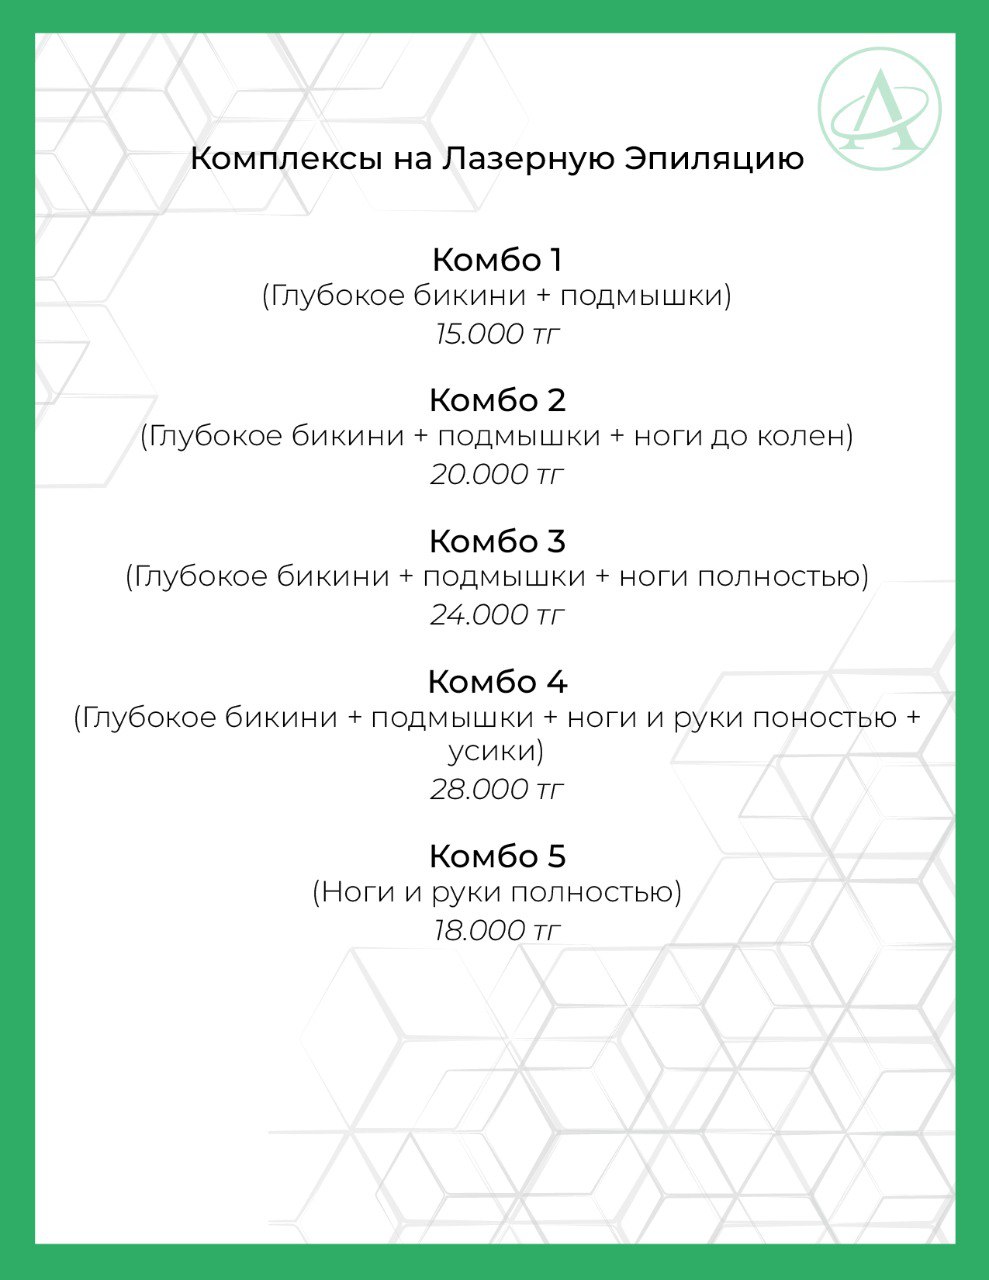 Комплексы на Лазерную Эпиляцию
Комбо 1
(Глубокое бикини + подмышки)
15.000 тг
Комбо 2
(Глубокое бикини + подмышки + ноги до колен)
20.000 тг
Комбо 3
(Глубокое бикини + подмышки + ноги полностью)
24.000 тг
Комбо 4
(Глубокое бикини + подмышки + ноги и руки поностью +
усики)
28.000 тг
Комбо 5
(Ноги и руки полностью)
18.000 тг